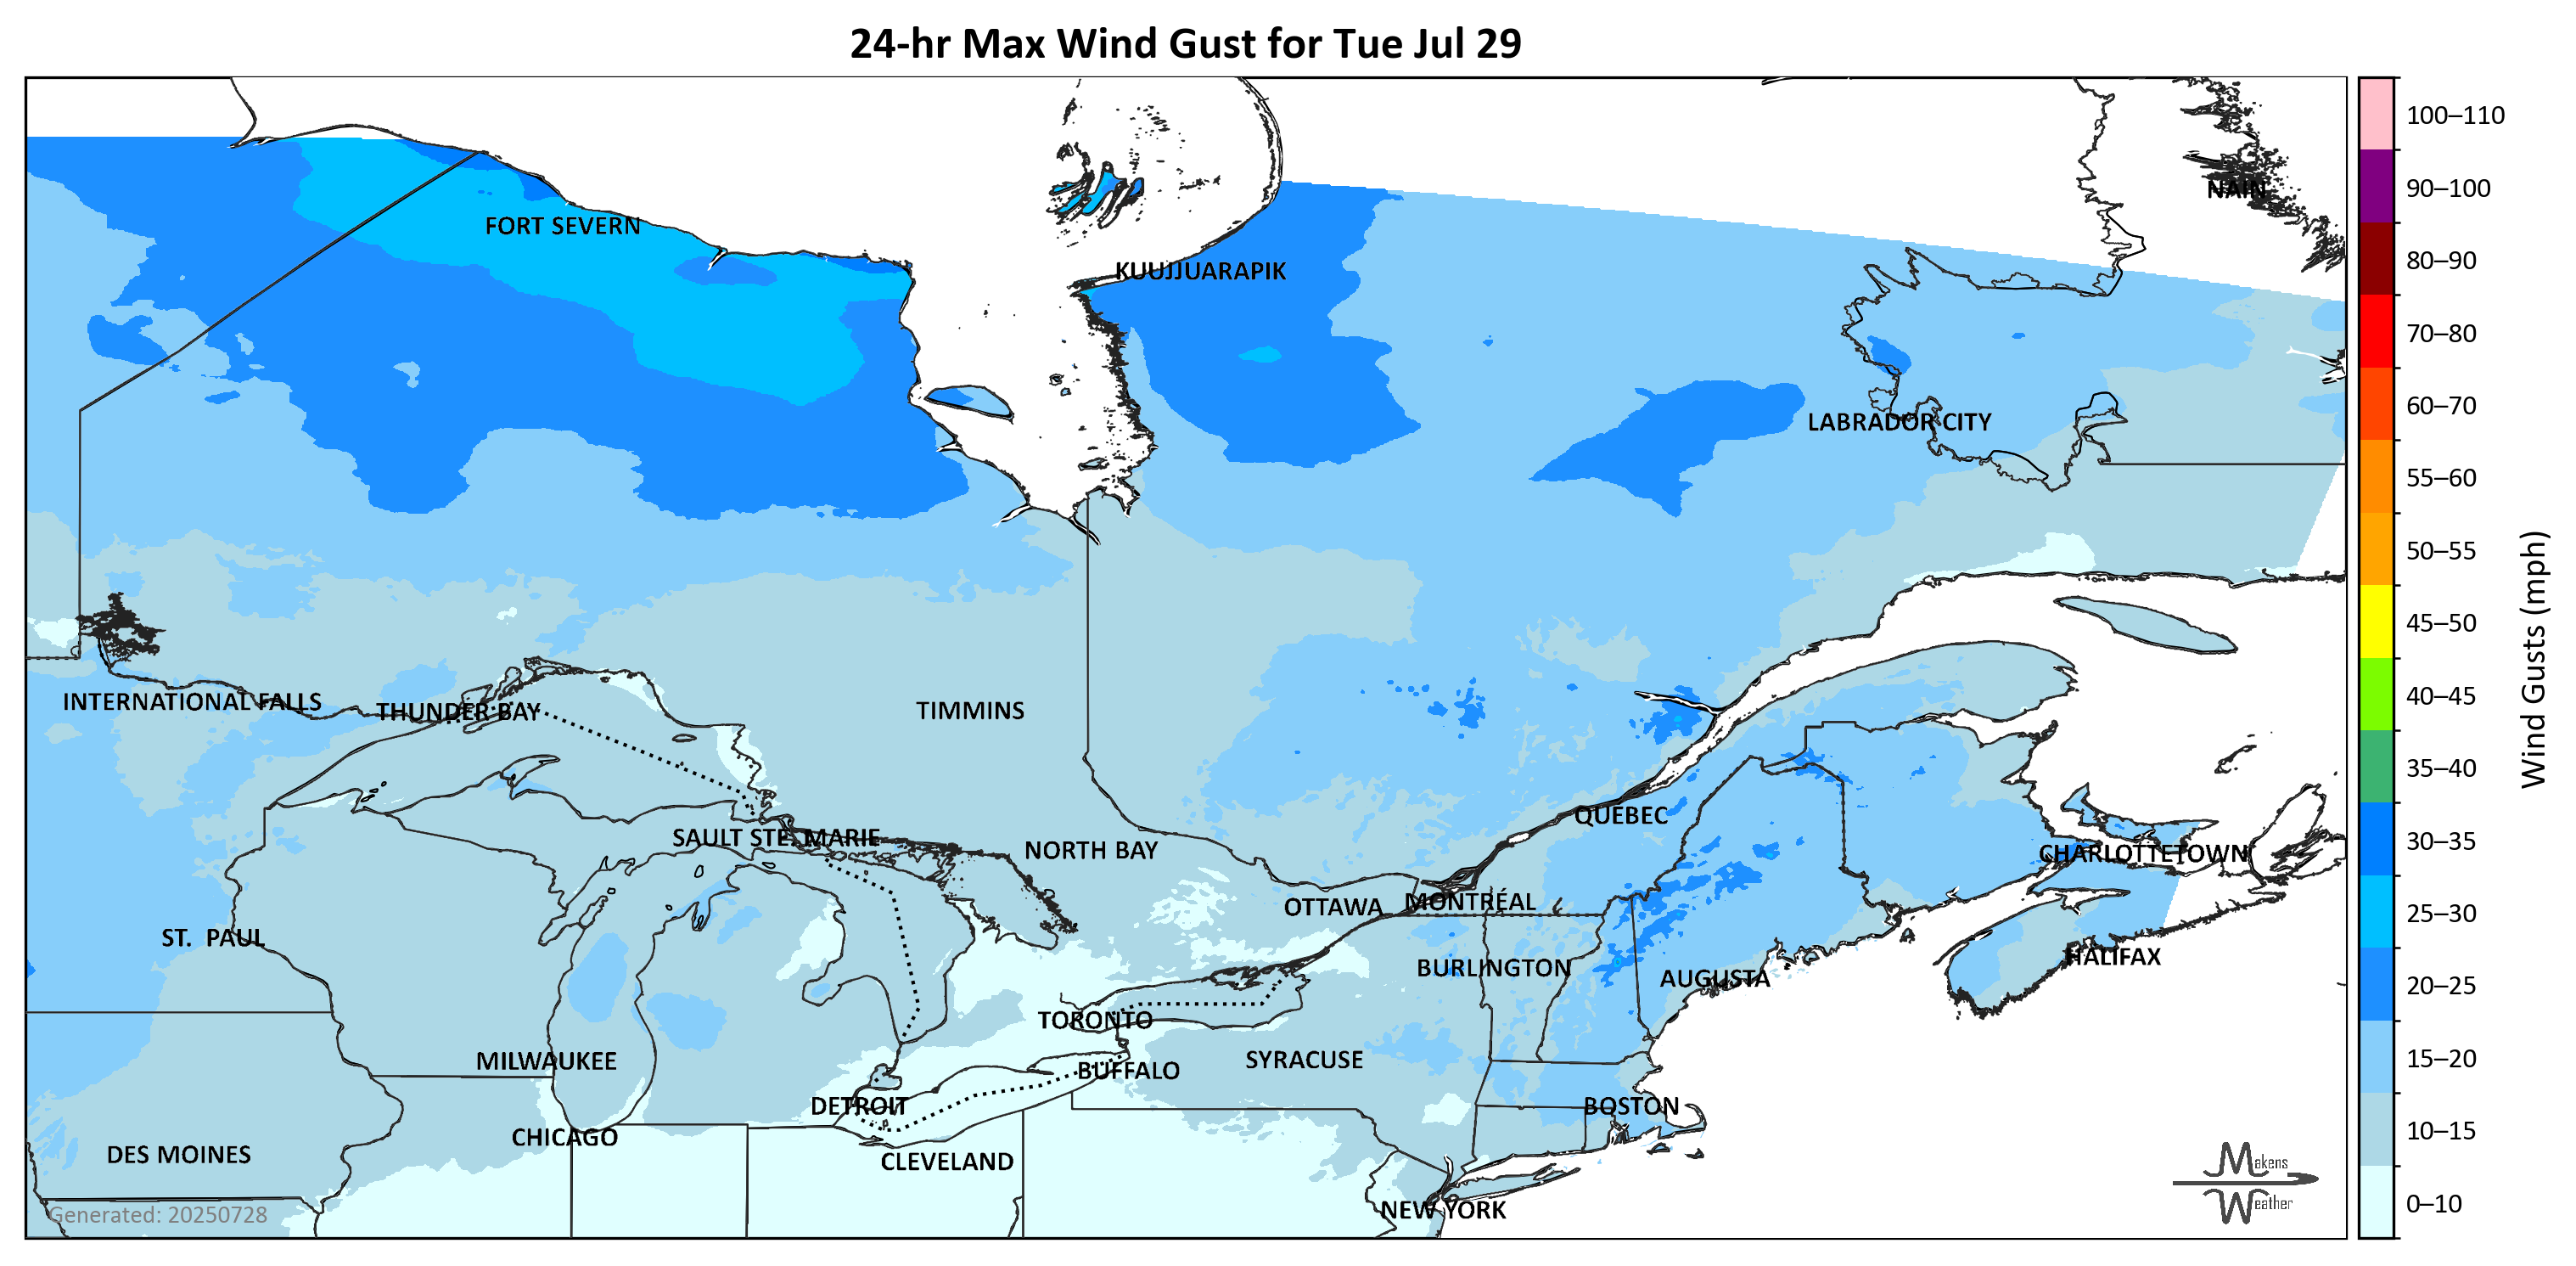 24-hr Max Wind Gust for Tue Jul 29
100–110
90–100
80–90
70–80
60–70
55–60
50–55
45–50
40–45
35–40
30–35
25–30
20–25
15–20
10–15
0–10
Wind Gusts (mph)
NAIN
FORT SEVERN
KUUJJUARAPIK
LABRADOR CITY
INTERNATIONAL FALLS
THUNDER BAY
TIMMINS
QUEBEC
SAULT STE. MARIE
NORTH BAY
CHARLOTTETOWN
OTTAWA
MONTRÉAL
ST. PAUL
HALIFAX
BURLINGTON
AUGUSTA
TORONTO
MILWAUKEE
SYRACUSE
BUFFALO
DETROIT
BOSTON
CHICAGO
DES MOINES
CLEVELAND
NEW YORK
Makens
Weather
Generated: 20250728